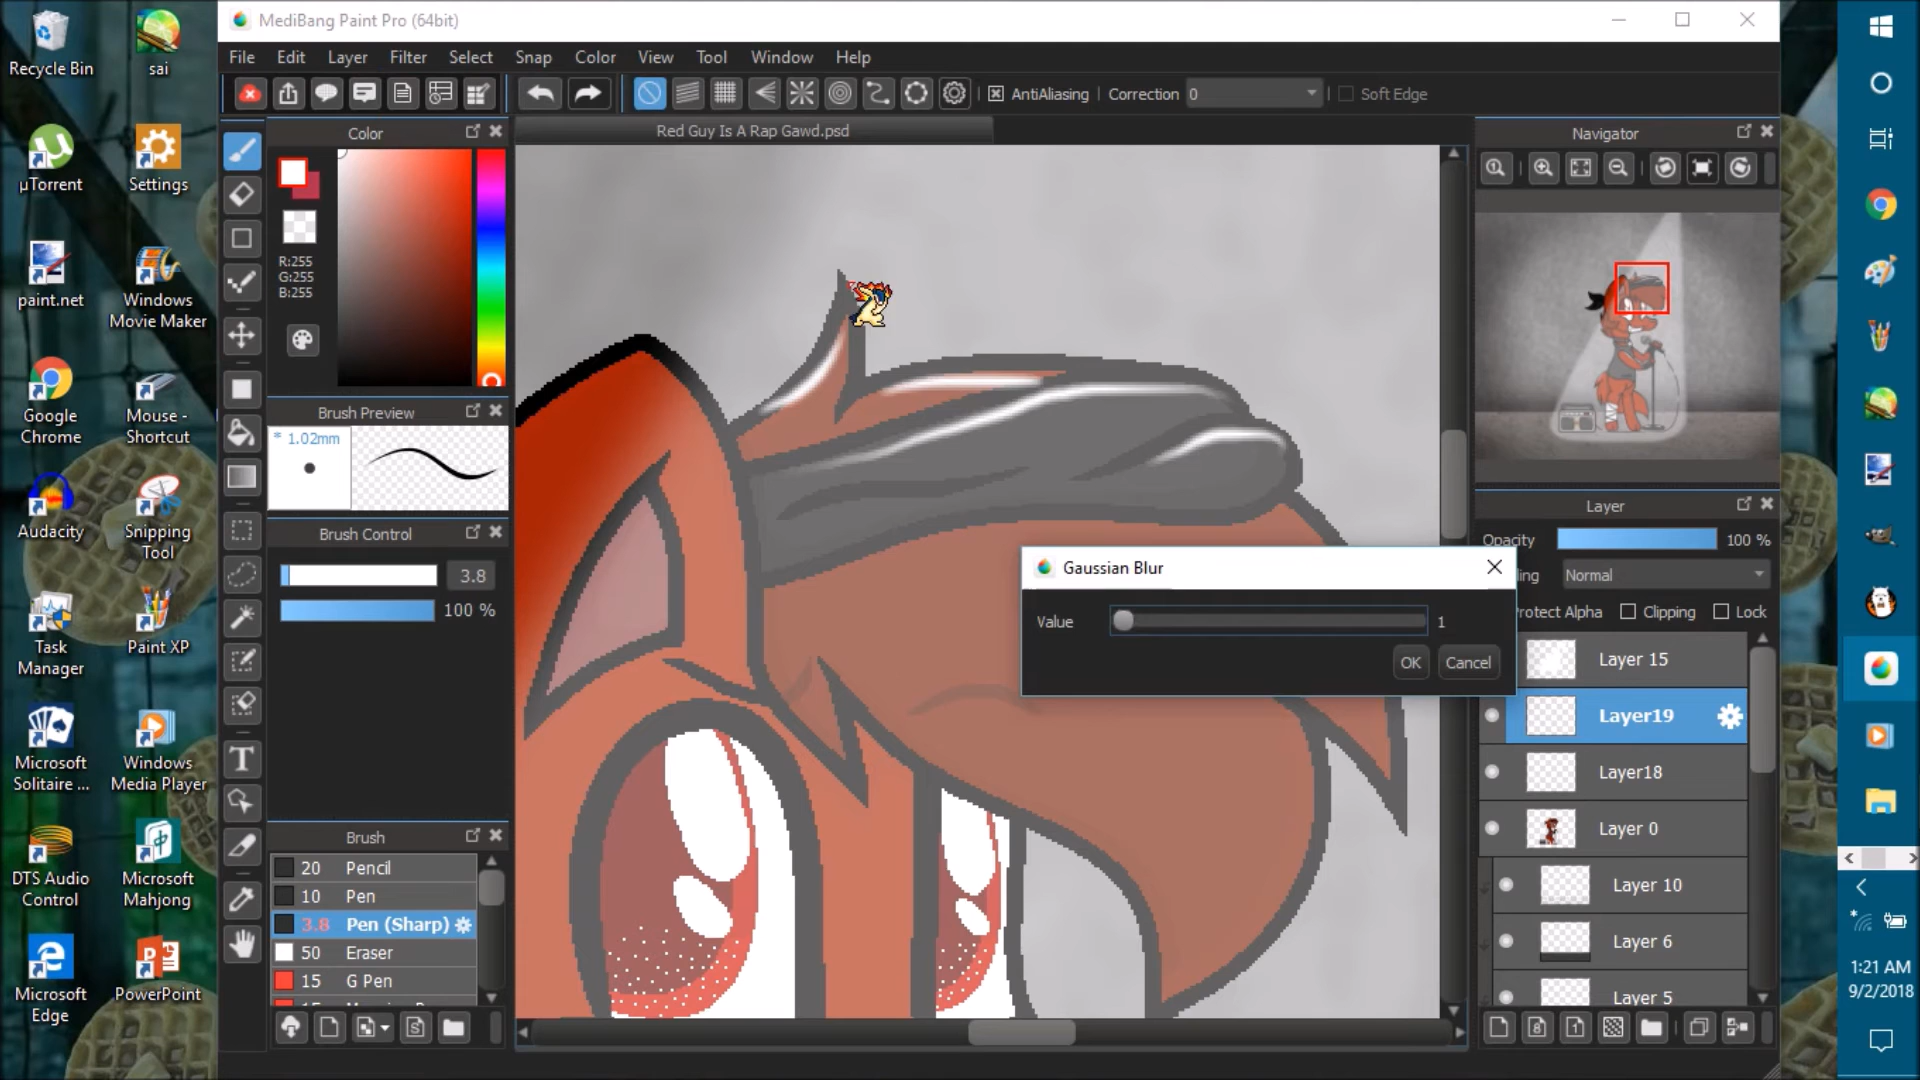 MediBang Paint Pro (64bit)
File Edit Layer Filter Select Snap Color View Tool Window Help
AntiAliasing Correction 0 Soft Edge
Recycle Bin
sai
µTorrent
Settings
paint.net
Windows
Movie Maker
Google
Chrome
Mouse -
Shortcut
Audacity
Snipping
Tool
Task
Manager
Paint XP
Microsoft
Solitaire ...
Windows
Media Player
DTS Audio
Control
Microsoft
Mahjong
Microsoft
Edge
PowerPoint
Color
R:255
G:255
B:255
Brush Preview
* 1.02mm
Brush Control
3.8
100 %
Brush
20 Pencil
10 Pen
3.8 Pen (Sharp)
50 Eraser
15 G Pen
Red Guy Is A Rap Gawd.psd
Gaussian Blur
Value 1
OK Cancel
Navigator
Layer
Opacity 100 %
ing Normal
rotect Alpha Clipping Lock
Layer 15
Layer19
Layer18
Layer 0
Layer 10
Layer 6
Layer 5
1:21 AM
9/2/2018